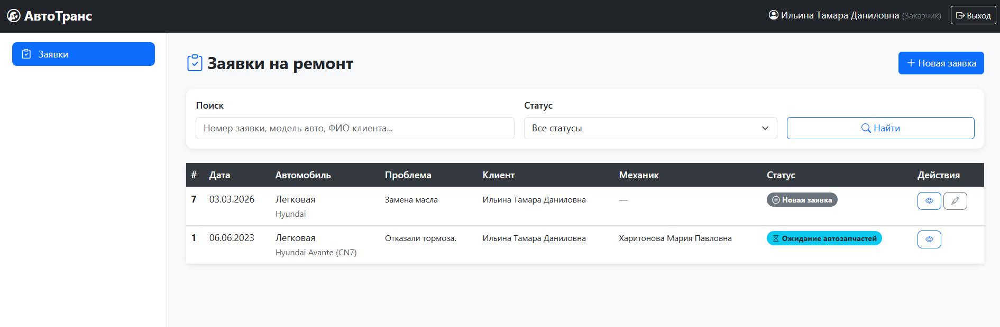 АвтоТранс
Ильина Тамара Даниловна (Заказчик)
Выход
Заявки
Заявки на ремонт
Новая заявка
Поиск
Статус
Номер заявки, модель авто, ФИО клиента...
Все статусы
Найти
# Дата Автомобиль Проблема Клиент Механик Статус Действия
7 03.03.2026 Легковая Замена масла Ильина Тамара Даниловна — Новая заявка
Hyundai
1 06.06.2023 Легковая Отказали тормоза. Ильина Тамара Даниловна Харитонова Мария Павловна Ожидание автозапчастей
Hyundai Avante (CN7)